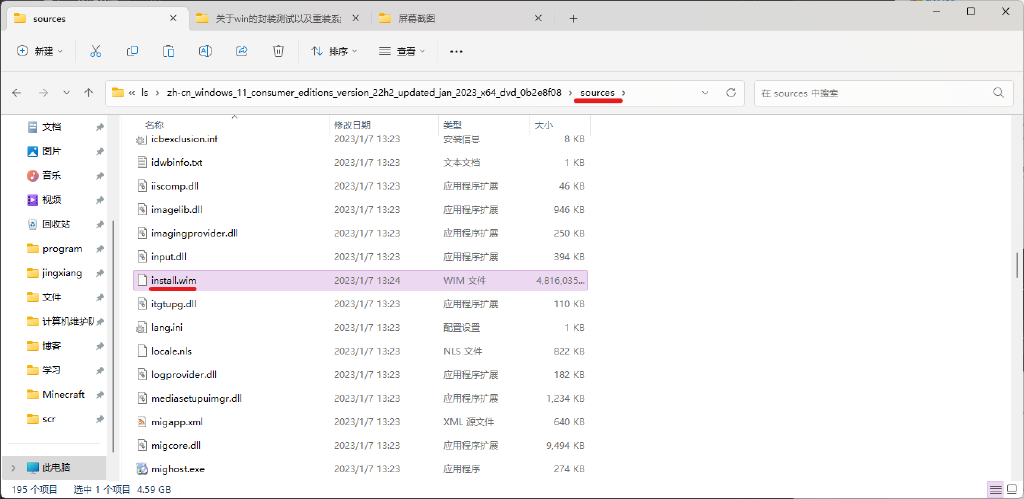 sources
关于win的封装测试以及重装系
屏幕截图
新建
排序
查看
ls
zh-cn_windows_11_consumer_editions_version_22h2_updated_jan_2023_x64_dvd_0b2e8f08
sources
在 sources 中搜索
名称 修改日期 类型 大小
文档
图片
音乐
视频
回收站
program
jingxiang
文件
计算机维护队
博客
学习
Minecraft
scr
此电脑
icbexclusion.inf 2023/1/7 13:23 安装信息 8 KB
idwbinfo.txt 2023/1/7 13:23 文本文档 1 KB
iiscomp.dll 2023/1/7 13:23 应用程序扩展 46 KB
imagelib.dll 2023/1/7 13:23 应用程序扩展 946 KB
imagingprovider.dll 2023/1/7 13:23 应用程序扩展 250 KB
input.dll 2023/1/7 13:23 应用程序扩展 394 KB
install.wim 2023/1/7 13:24 WIM 文件 4,816,035...
itgtupg.dll 2023/1/7 13:23 应用程序扩展 110 KB
lang.ini 2023/1/7 13:23 配置设置 1 KB
locale.nls 2023/1/7 13:23 NLS 文件 822 KB
logprovider.dll 2023/1/7 13:23 应用程序扩展 182 KB
mediasetupuimgr.dll 2023/1/7 13:23 应用程序扩展 1,234 KB
migapp.xml 2023/1/7 13:23 XML 源文件 640 KB
migcore.dll 2023/1/7 13:23 应用程序扩展 9,494 KB
mighost.exe 2023/1/7 13:23 应用程序 274 KB
195 个项目 选中 1 个项目 4.59 GB